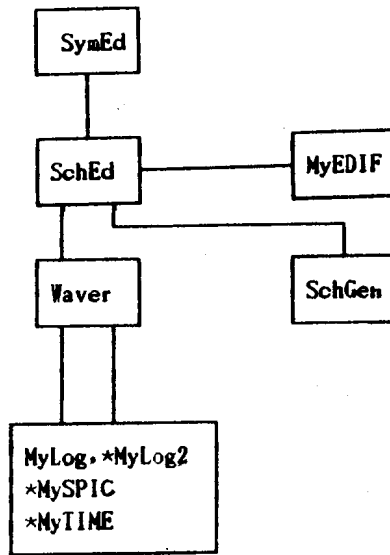 SymEd
SchEd
MyEDIF
Waver
SchGen
MyLog, *MyLog2
*MySPIC
*MyTIME